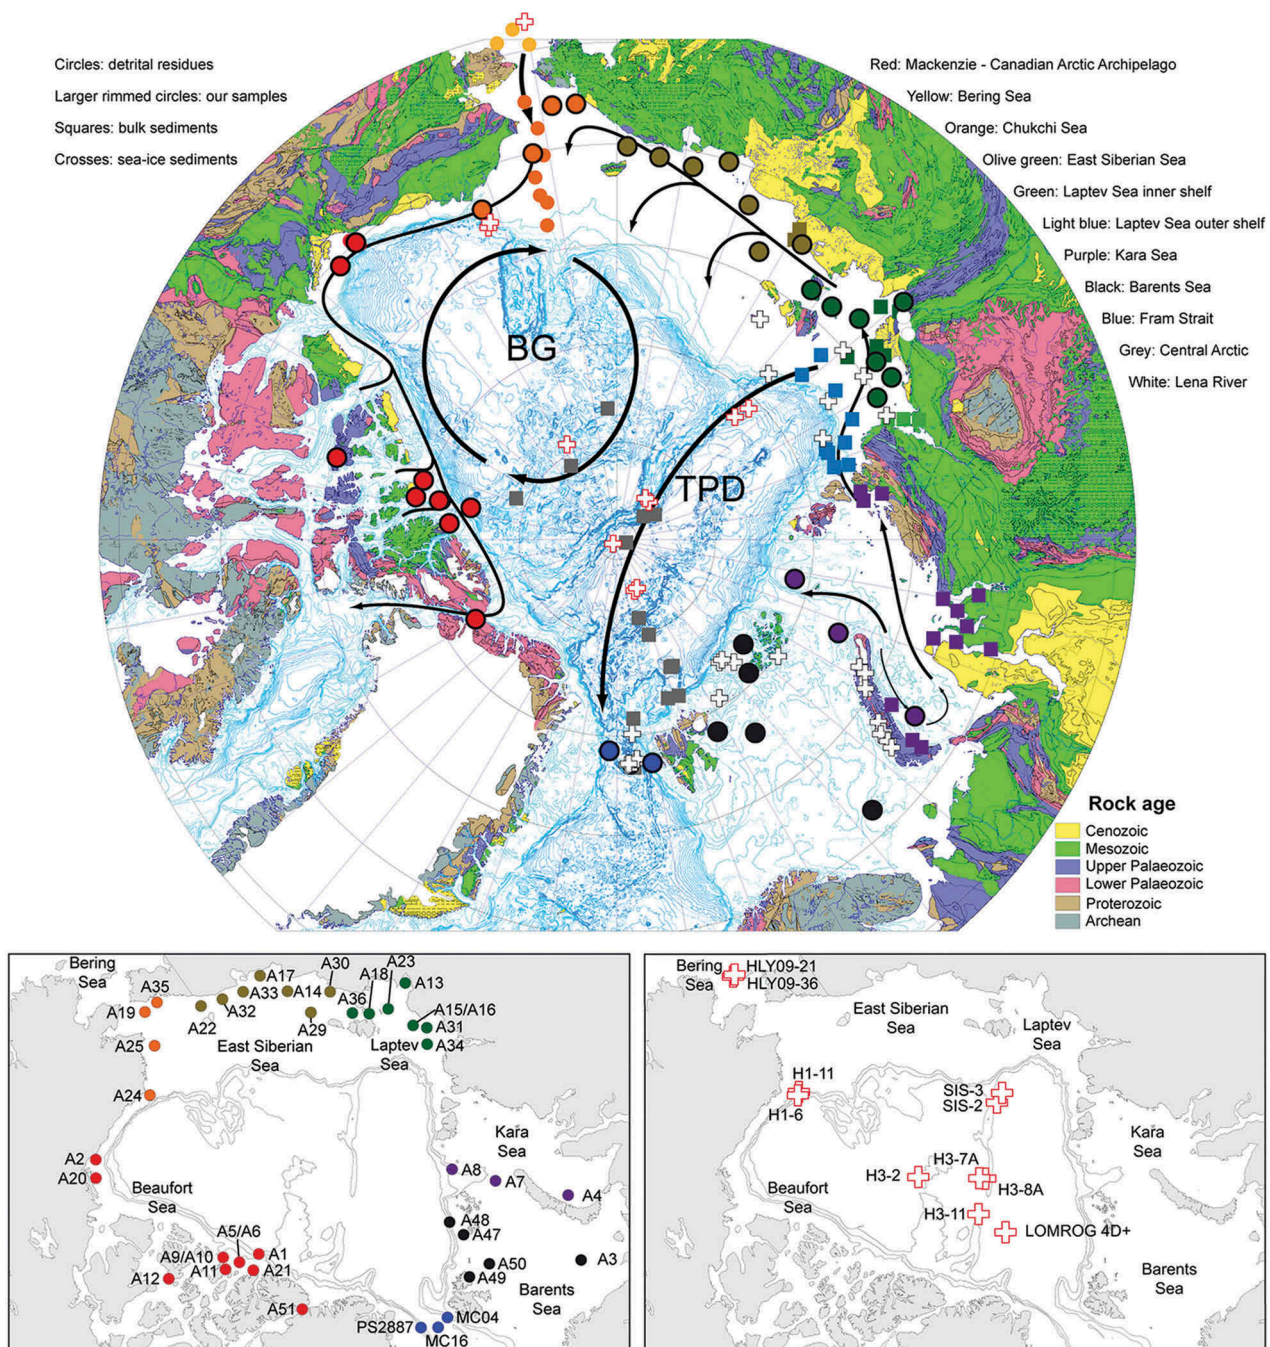 Circles: detrital residues
Larger rimmed circles: our samples
Squares: bulk sediments
Crosses: sea-ice sediments
Red: Mackenzie - Canadian Arctic Archipelago
Yellow: Bering Sea
Orange: Chukchi Sea
Olive green: East Siberian Sea
Green: Laptev Sea inner shelf
Light blue: Laptev Sea outer shelf
Purple: Kara Sea
Black: Barents Sea
Blue: Fram Strait
Grey: Central Arctic
White: Lena River
BG
TPD
Rock age
Cenozoic
Mesozoic
Upper Palaeozoic
Lower Palaeozoic
Proterozoic
Archean
Bering
Sea
A35
A19
A25
A24
A2
A20
A17
A33
A14
A32
A22
A30
A29
A36
A18
A23
A13
A15/A16
A31
A34
East Siberian
Sea
Laptev
Sea
Kara
Sea
A8
A7
A4
Beaufort
Sea
A48
A47
A50
A49
A3
Barents
Sea
A5/A6
A9/A10
A1
A11
A21
A12
A51
MC04
PS2887
MC16
Bering
Sea
HLY09-21
HLY09-36
East Siberian
Sea
Laptev
Sea
H1-11
H1-6
SIS-3
SIS-2
Kara
Sea
H3-7A
H3-2
H3-8A
Beaufort
Sea
H3-11
LOMROG 4D+
Barents
Sea